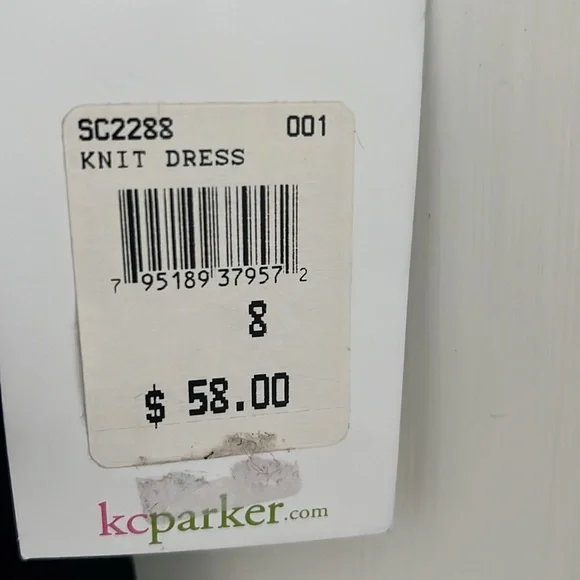 SC2288 001
KNIT DRESS
7 95189 37957 2
8
$ 58.00
kcparker.com